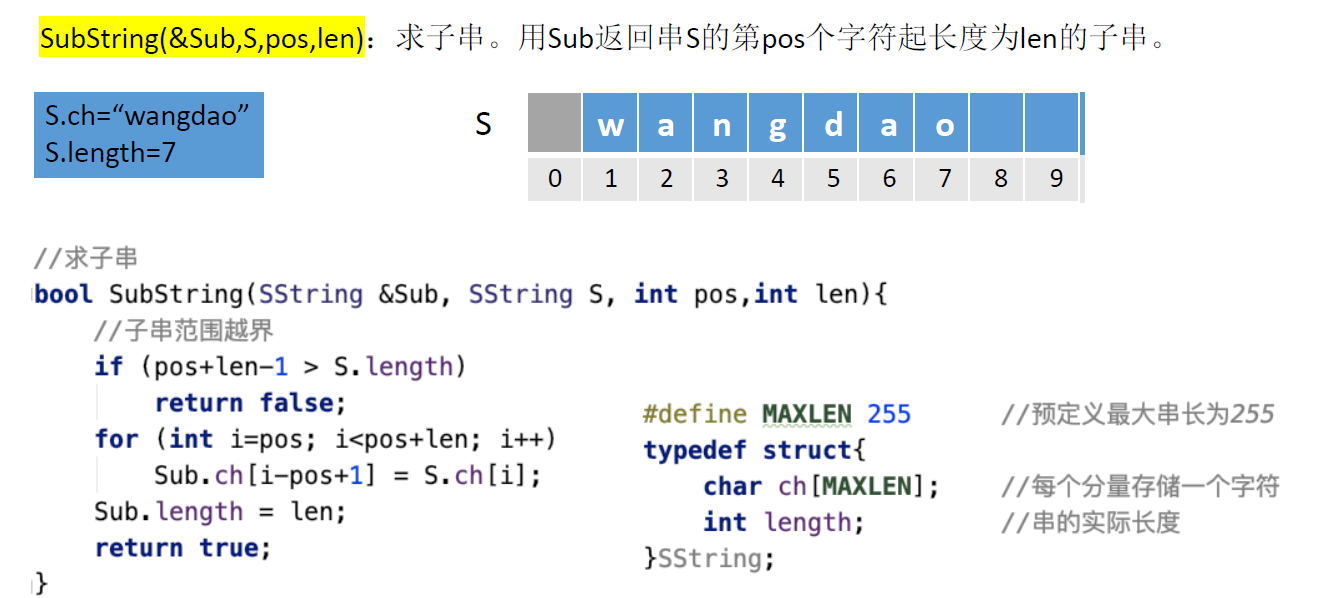 SubString(&Sub,S,pos,len)：求子串。用Sub返回串S的第pos个字符起长度为len的子串。
S.ch=“wangdao”
S.length=7
S
w a n g d a o
0 1 2 3 4 5 6 7 8 9
//求子串
bool SubString(SString &Sub, SString S, int pos,int len){
//子串范围越界
if (pos+len-1 > S.length)
return false;
for (int i=pos; i<pos+len; i++)
Sub.ch[i-pos+1] = S.ch[i];
Sub.length = len;
return true;
}
#define MAXLEN 255 //预定义最大串长为255
typedef struct{
char ch[MAXLEN]; //每个分量存储一个字符
int length; //串的实际长度
}SString;